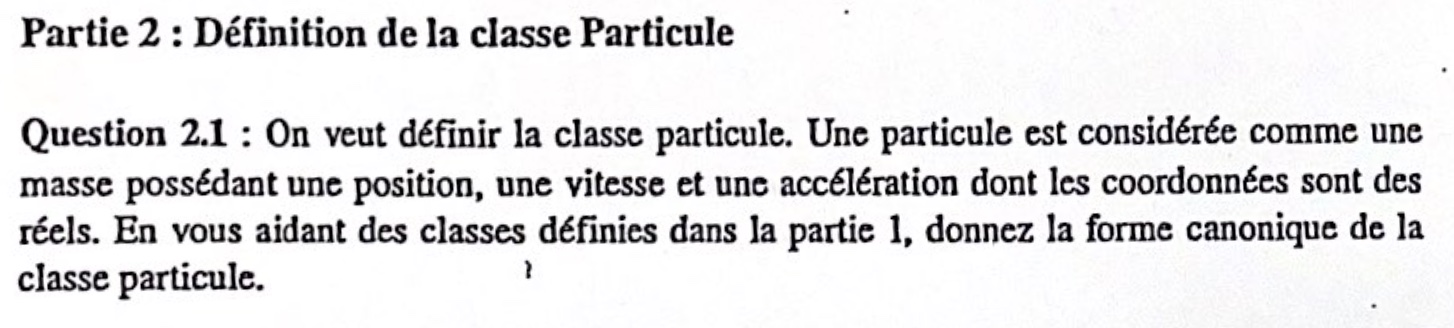 Partie 2 : Définition de la classe Particule
Question 2.1 : On veut définir la classe particule. Une particule est considérée comme une
masse possédant une position, une vitesse et une accélération dont les coordonnées sont des
réels. En vous aidant des classes définies dans la partie 1, donnez la forme canonique de la
classe particule.